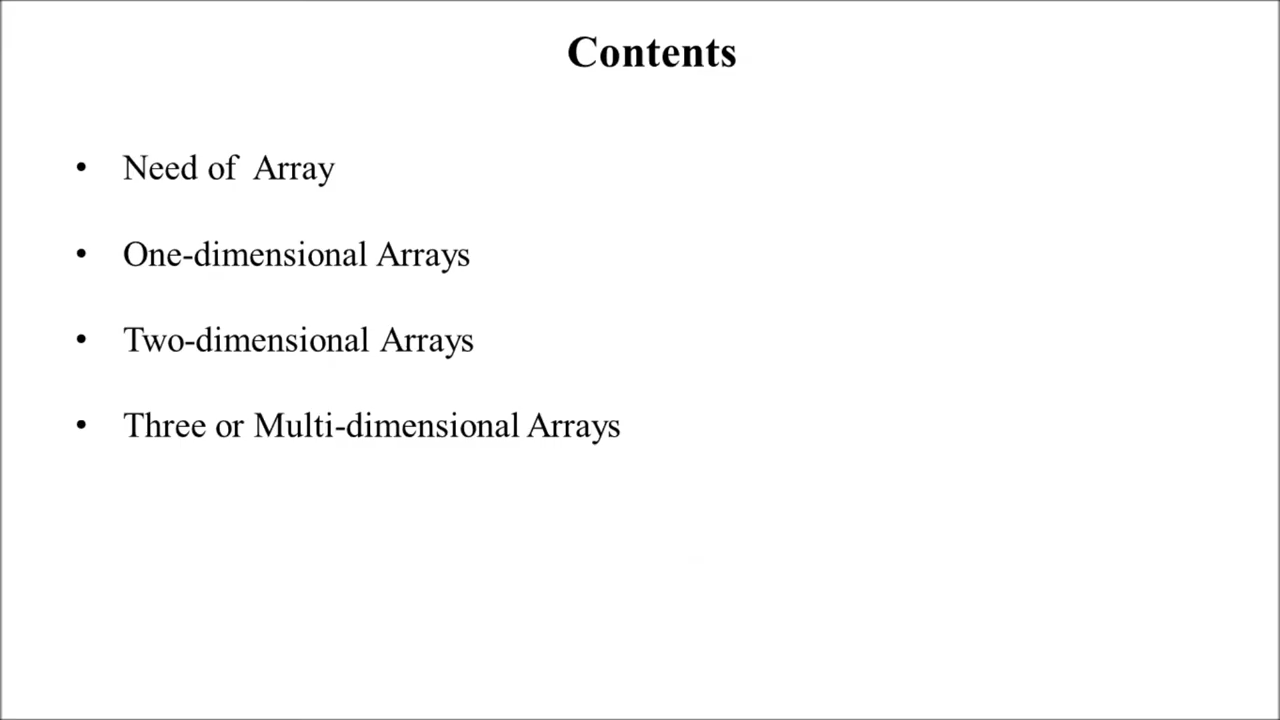 Contents
• Need of Array
• One-dimensional Arrays
• Two-dimensional Arrays
• Three or Multi-dimensional Arrays